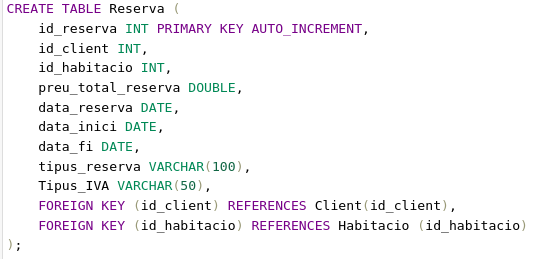 CREATE TABLE Reserva (
    id_reserva INT PRIMARY KEY AUTO_INCREMENT,
    id_client INT,
    id_habitacio INT,
    preu_total_reserva DOUBLE,
    data_reserva DATE,
    data_inici DATE,
    data_fi DATE,
    tipus_reserva VARCHAR(100),
    Tipus_IVA VARCHAR(50),
    FOREIGN KEY (id_client) REFERENCES Client(id_client),
    FOREIGN KEY (id_habitacio) REFERENCES Habitacio (id_habitacio)
);